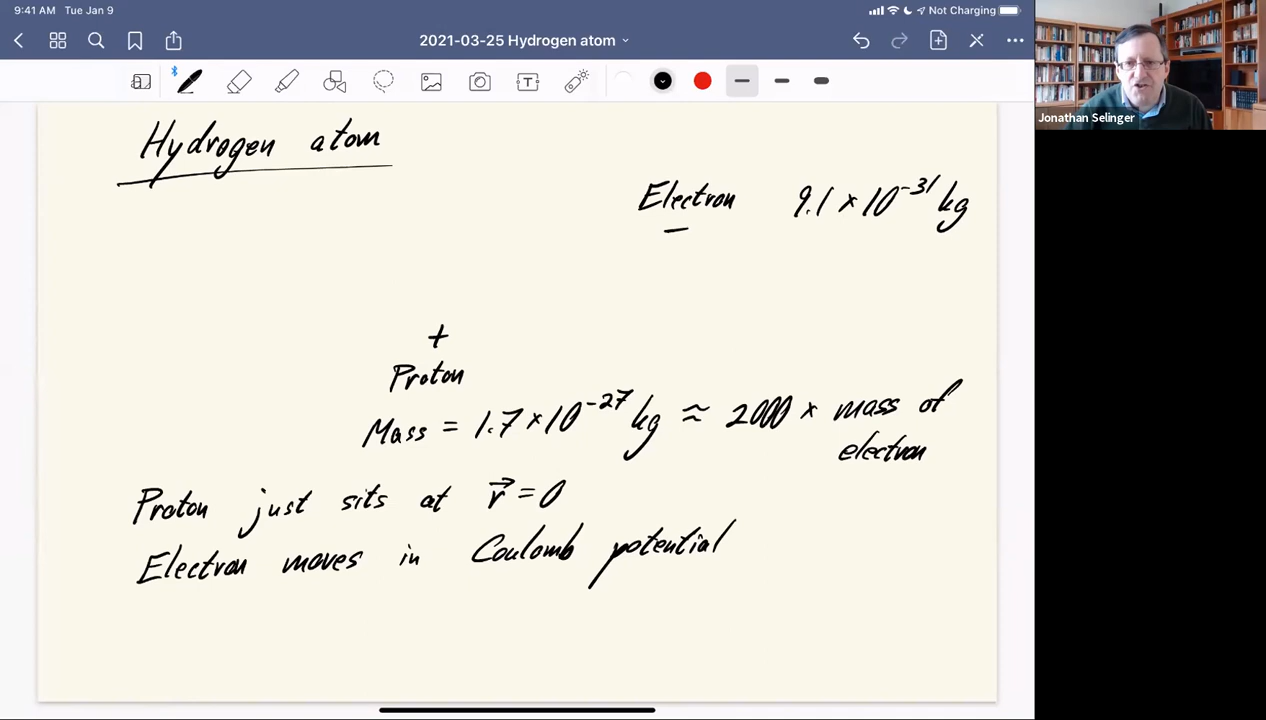 9:41 AM Tue Jan 9
Not Charging
2021-03-25 Hydrogen atom
T
Jonathan Selinger
Hydrogen atom
Electron 9.1 × 10⁻³¹ kg
−
+
Proton
Mass = 1.7 × 10⁻²⁷ kg ≈ 2000 × mass of
electron
Proton just sits at r⃗ = 0
Electron moves in Coulomb potential